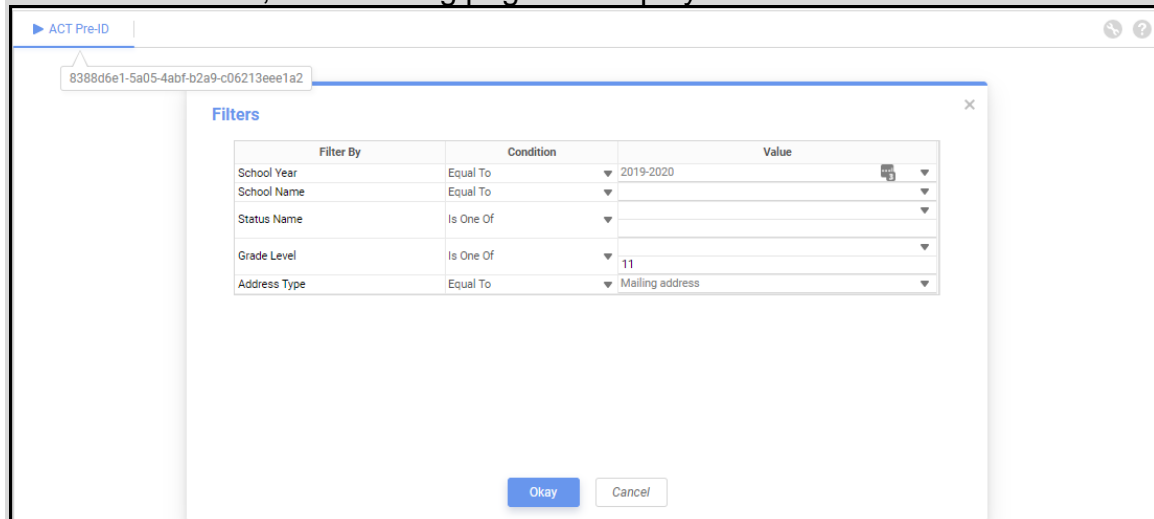 ACT Pre-ID
8388d6e1-5a05-4abf-b2a9-c06213eee1a2
Filters
Filter By Condition Value
School Year Equal To 2019-2020 3
School Name Equal To
Status Name Is One Of
Grade Level Is One Of
11
Address Type Equal To Mailing address
Okay Cancel